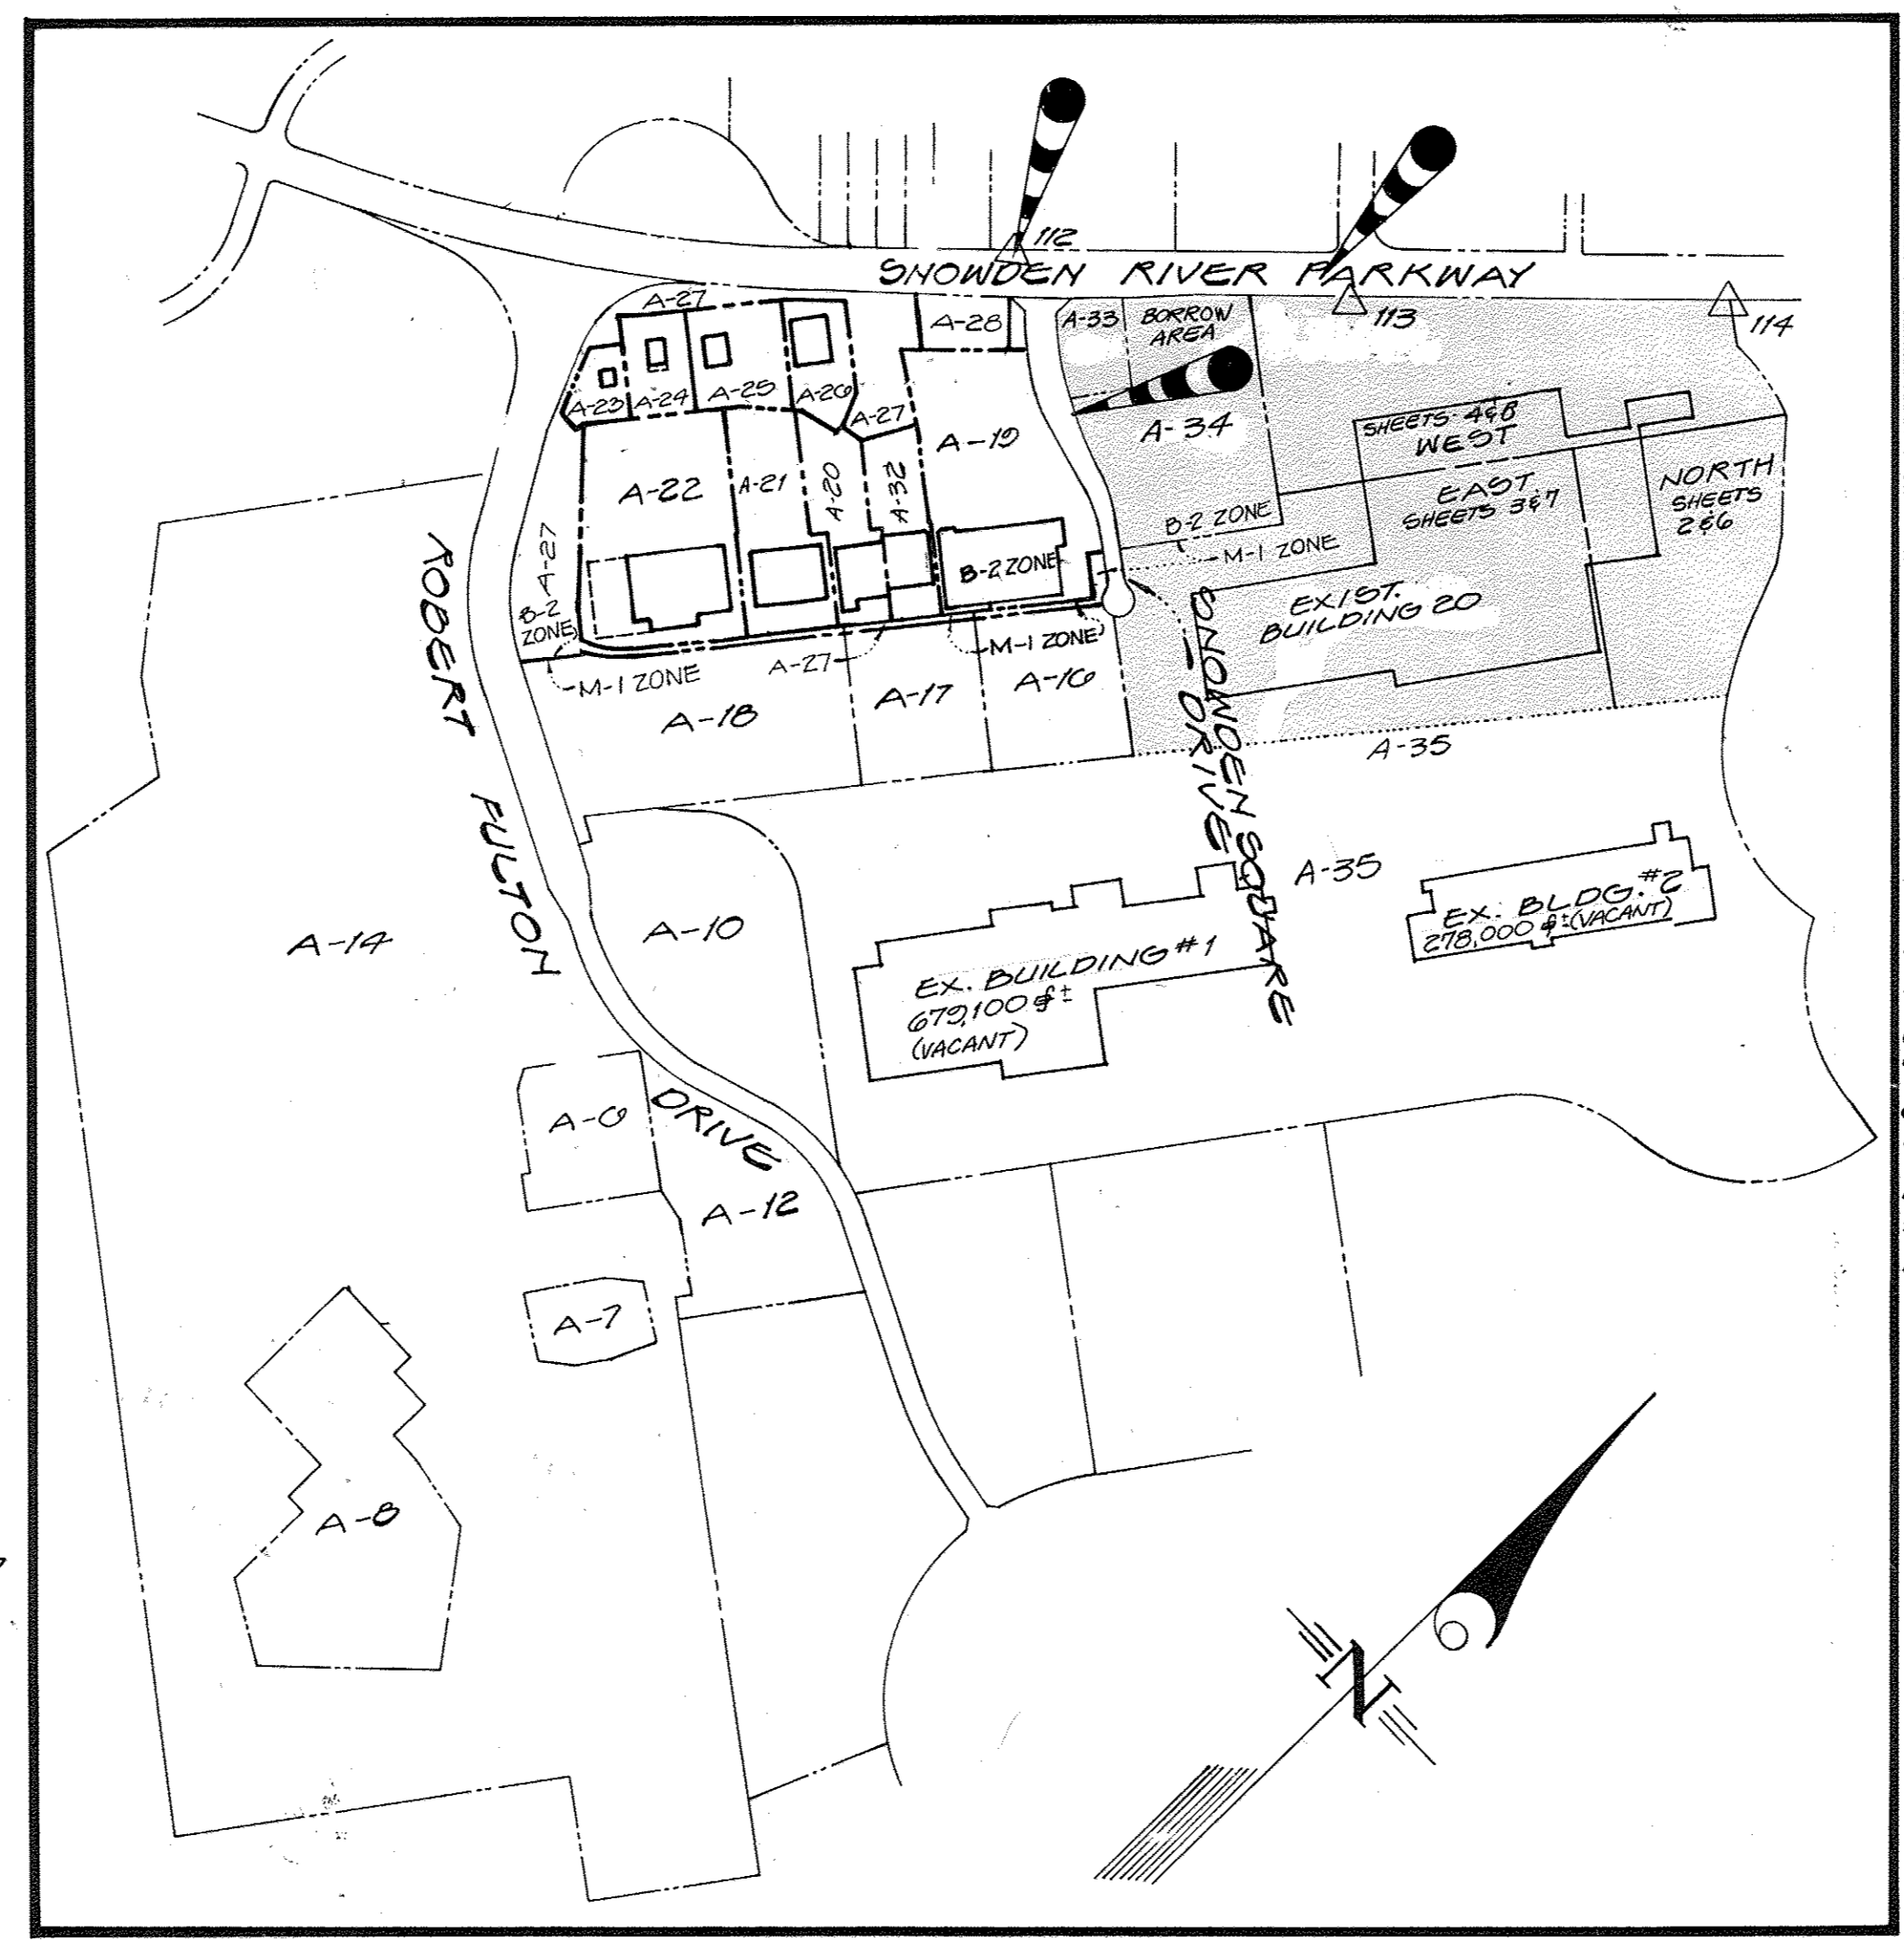 112
SNOWDEN RIVER PARKWAY
113
114
A-27
A-28
A-33
BORROW
AREA
A-23
A-24
A-25
A-26
A-27
A-19
A-34
SHEETS 4&8
WEST
A-22
A-21
A-20
A-32
EAST
SHEETS 3&7
NORTH
SHEETS
2&6
B-2 ZONE
M-1 ZONE
A-27
B-2 ZONE
B-2
ZONE
EXIST.
BUILDING 20
M-1 ZONE
A-27
M-1 ZONE
A-18
A-17
A-16
A-35
ROBERT FULTON
DRIVE
SNOWDEN SQUARE
DRIVE
A-14
A-10
A-35
EX. BUILDING #1
679,100 sf±
(VACANT)
EX. BLDG. #2
278,000 sf±(VACANT)
A-6
A-12
A-7
A-8
N